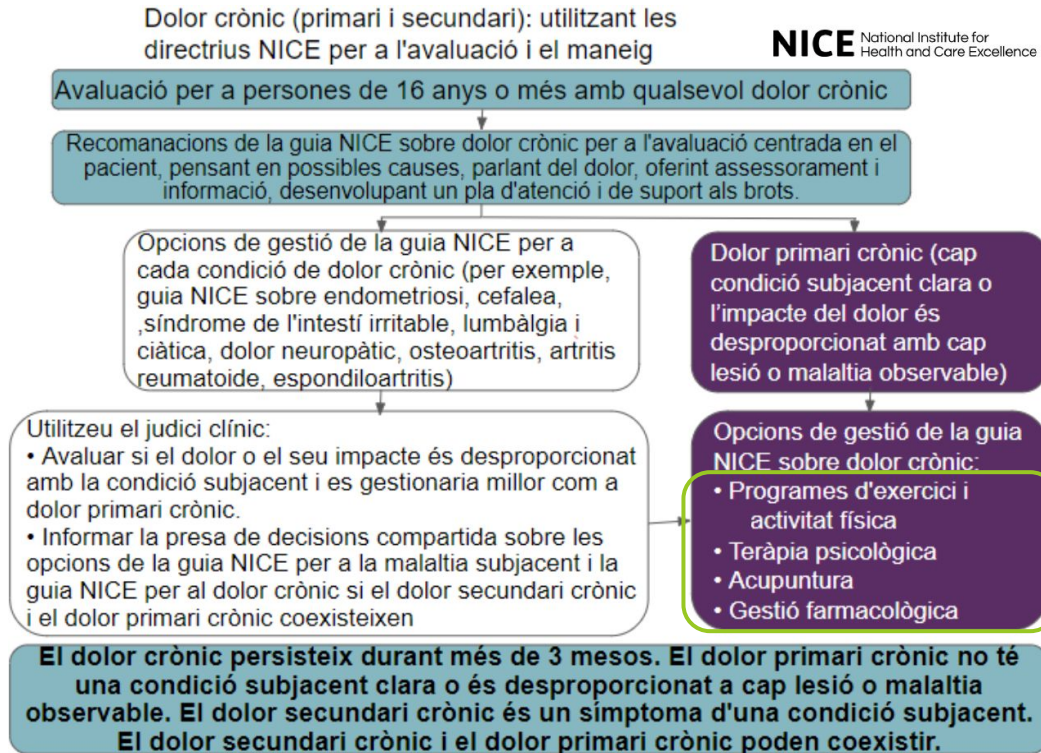 Dolor crònic (primari i secundari): utilitzant les
directrius NICE per a l'avaluació i el maneig
NICE National Institute for
Health and Care Excellence
Avaluació per a persones de 16 anys o més amb qualsevol dolor crònic
Recomanacions de la guia NICE sobre dolor crònic per a l'avaluació centrada en el
pacient, pensant en possibles causes, parlant del dolor, oferint assessorament i
informació, desenvolupant un pla d'atenció i de suport als brots.
Opcions de gestió de la guia NICE per a
cada condició de dolor crònic (per exemple,
guia NICE sobre endometriosi, cefalea,
,síndrome de l'intestí irritable, lumbàlgia i
ciàtica, dolor neuropàtic, osteoartritis, artritis
reumatoide, espondiloartritis)
Dolor primari crònic (cap
condició subjacent clara o
l’impacte del dolor és
desproporcionat amb cap
lesió o malaltia observable)
Utilitzeu el judici clínic:
• Avaluar si el dolor o el seu impacte és desproporcionat
amb la condició subjacent i es gestionaria millor com a
dolor primari crònic.
• Informar la presa de decisions compartida sobre les
opcions de la guia NICE per a la malaltia subjacent i la
guia NICE per al dolor crònic si el dolor secundari crònic
i el dolor primari crònic coexisteixen
Opcions de gestió de la guia
NICE sobre dolor crònic:
• Programes d'exercici i
activitat física
• Teràpia psicològica
• Acupuntura
• Gestió farmacològica
El dolor crònic persisteix durant més de 3 mesos. El dolor primari crònic no té
una condició subjacent clara o és desproporcionat a cap lesió o malaltia
observable. El dolor secundari crònic és un símptoma d'una condició subjacent.
El dolor secundari crònic i el dolor primari crònic poden coexistir.